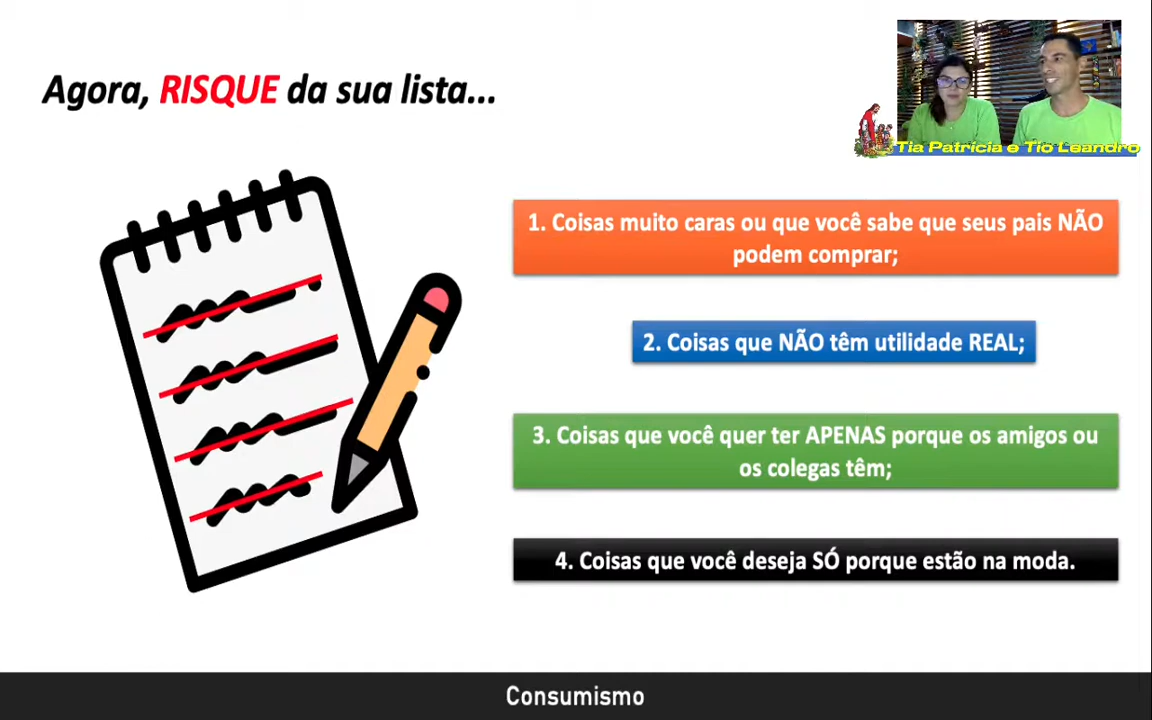 Agora, RISQUE da sua lista...
Tia Patrícia e Tio Leandro
1. Coisas muito caras ou que você sabe que seus pais NÃO
podem comprar;
2. Coisas que NÃO têm utilidade REAL;
3. Coisas que você quer ter APENAS porque os amigos ou
os colegas têm;
4. Coisas que você deseja SÓ porque estão na moda.
Consumismo